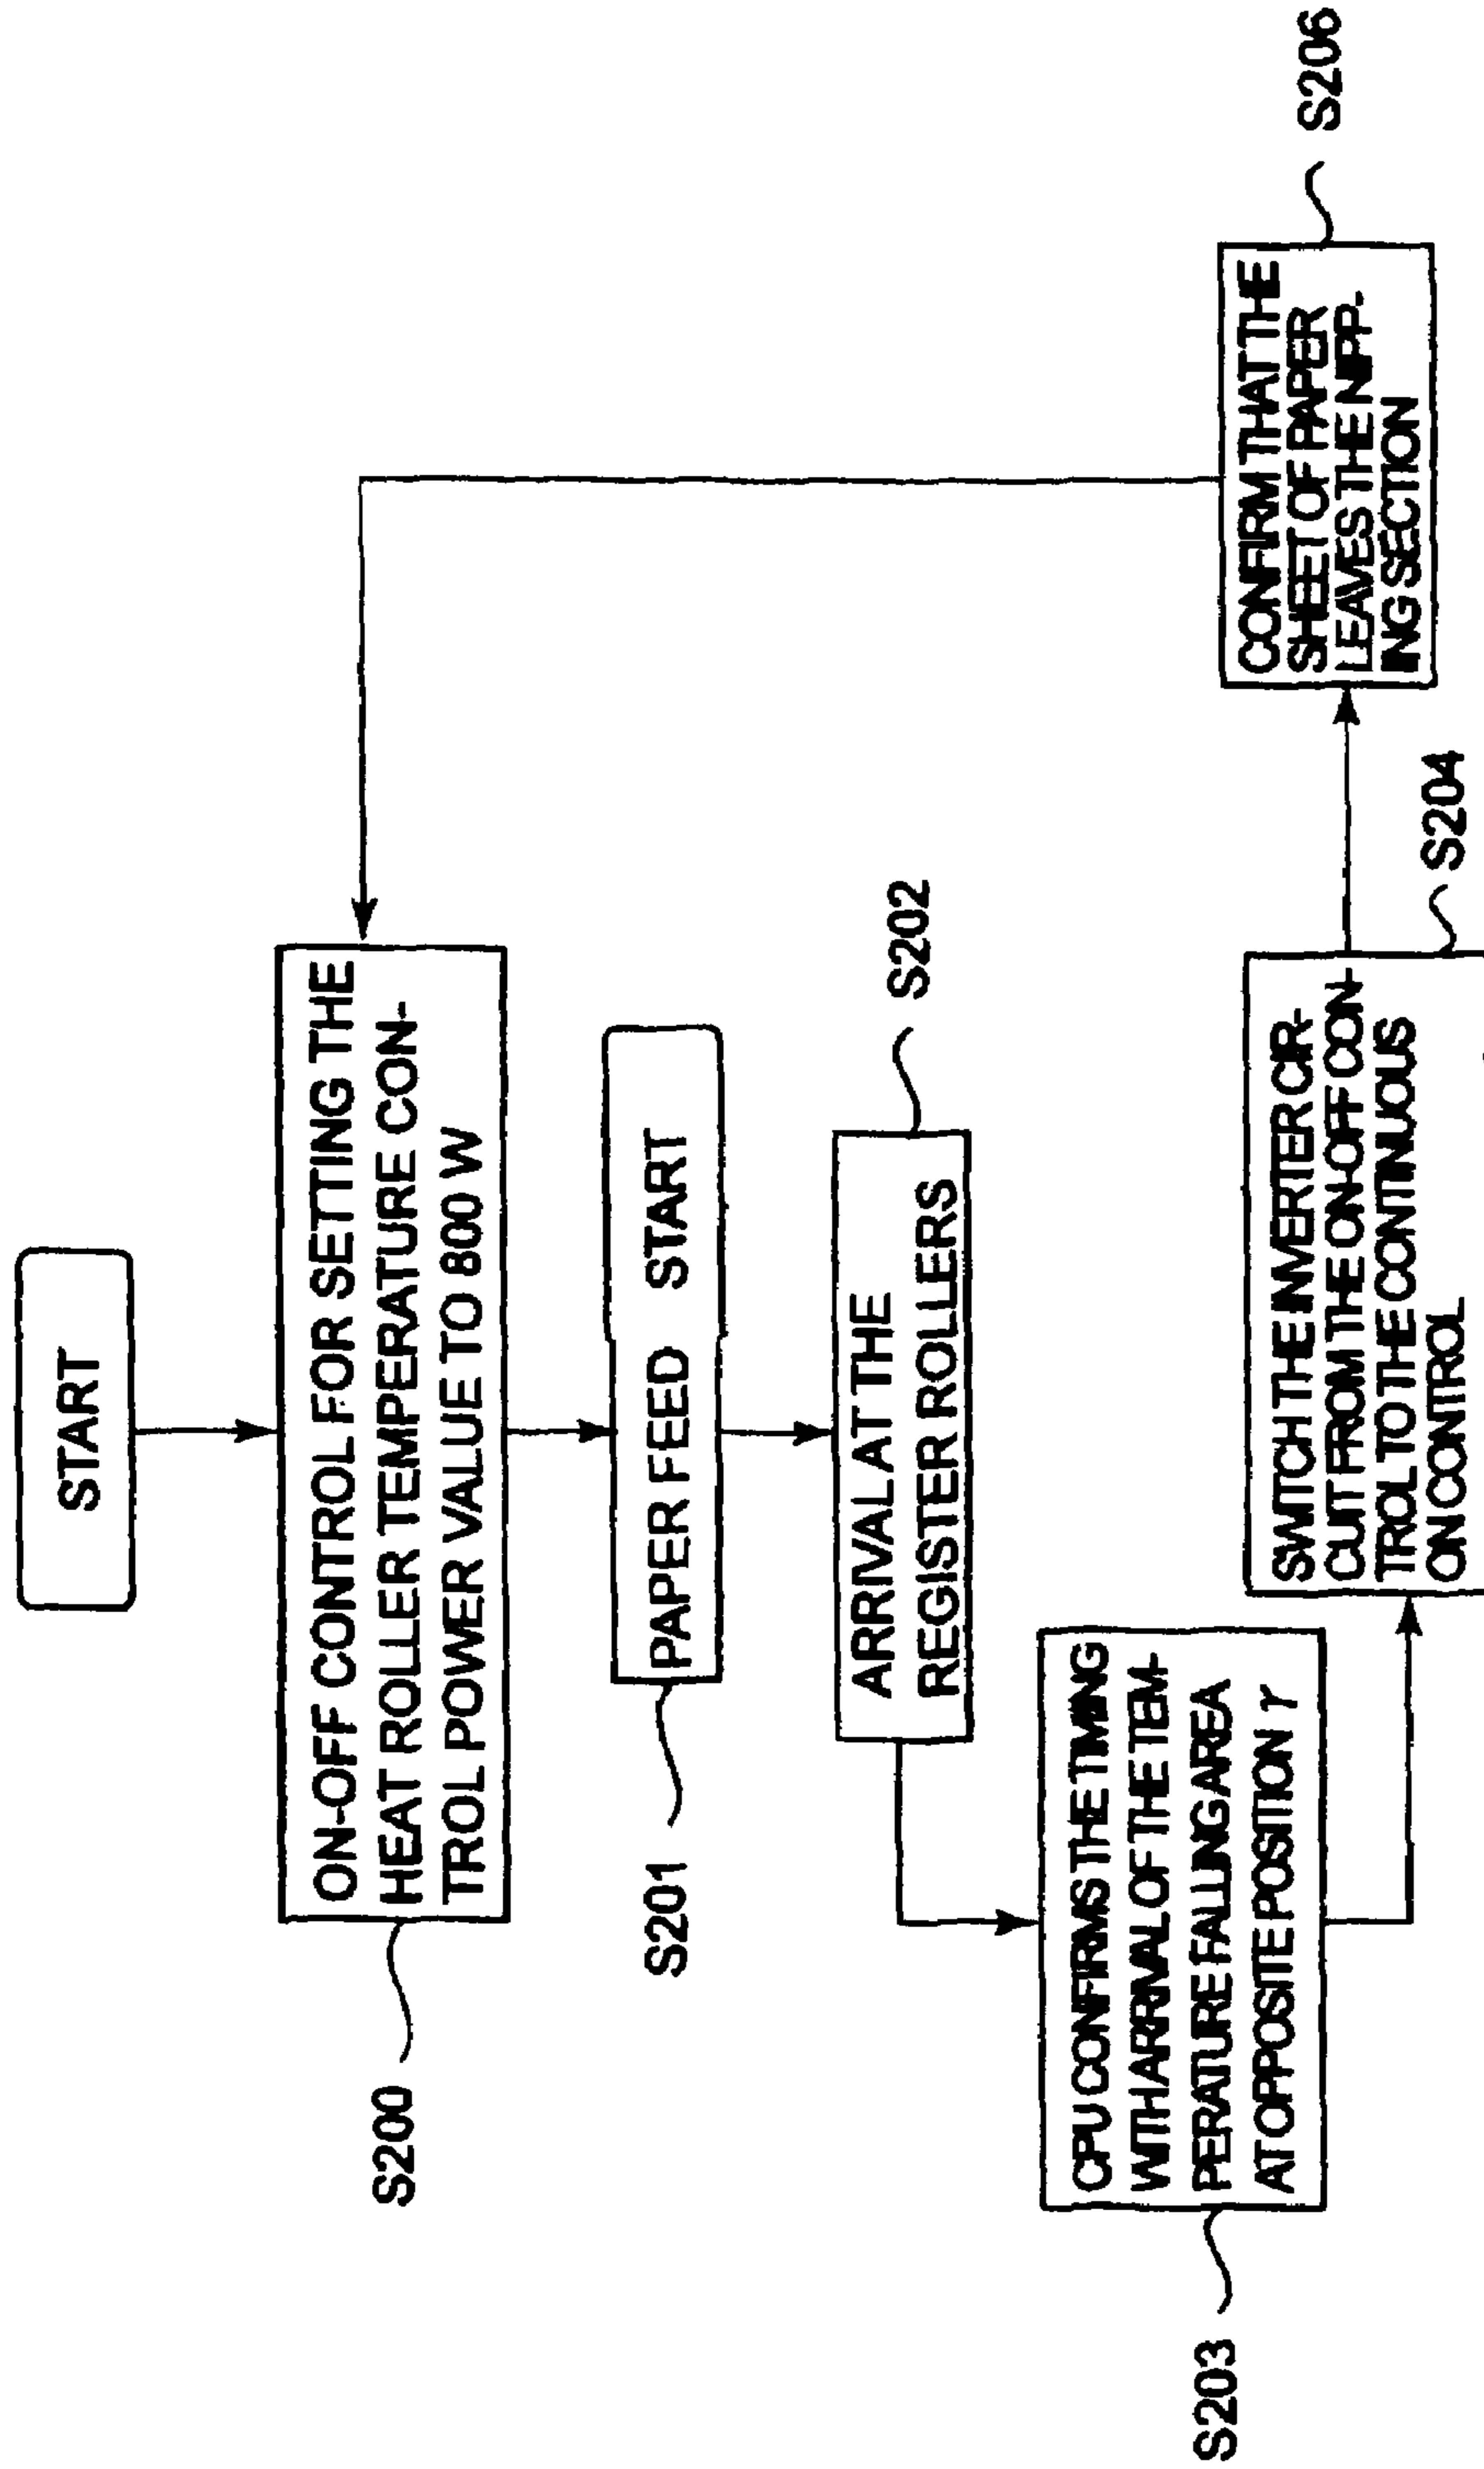 START
ON-OFF CONTROL FOR SETTING THE
HEAT ROLLER TEMPERATURE CON-
TROL POWER VALUE TO 800 W
S200
PAPER FEED START
S201
ARRIVAL AT THE
REGISTER ROLLERS
S202
CPU CONFIRMS THE TIMING
WITH ARRIVAL OF THE TEM-
PERATURE FALLING AREA
AT OPPOSITE POSITION γ
S203
SWITCH THE INVERTER CIR-
CUIT FROM THE ON-OFF CON-
TROL TO THE CONTINUOUS
ON CONTROL
S204
CONFIRM THAT THE
SHEET OF PAPER
LEAVES THE NIPP-
ING SECTION
S206